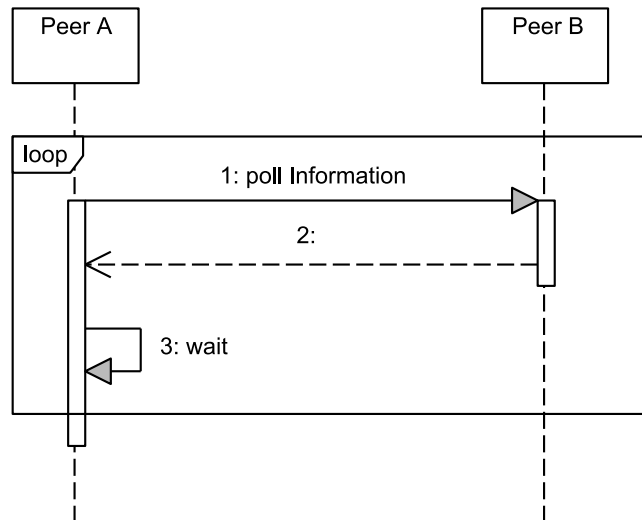 Peer A
Peer B
loop
1: poll Information
2:
3: wait